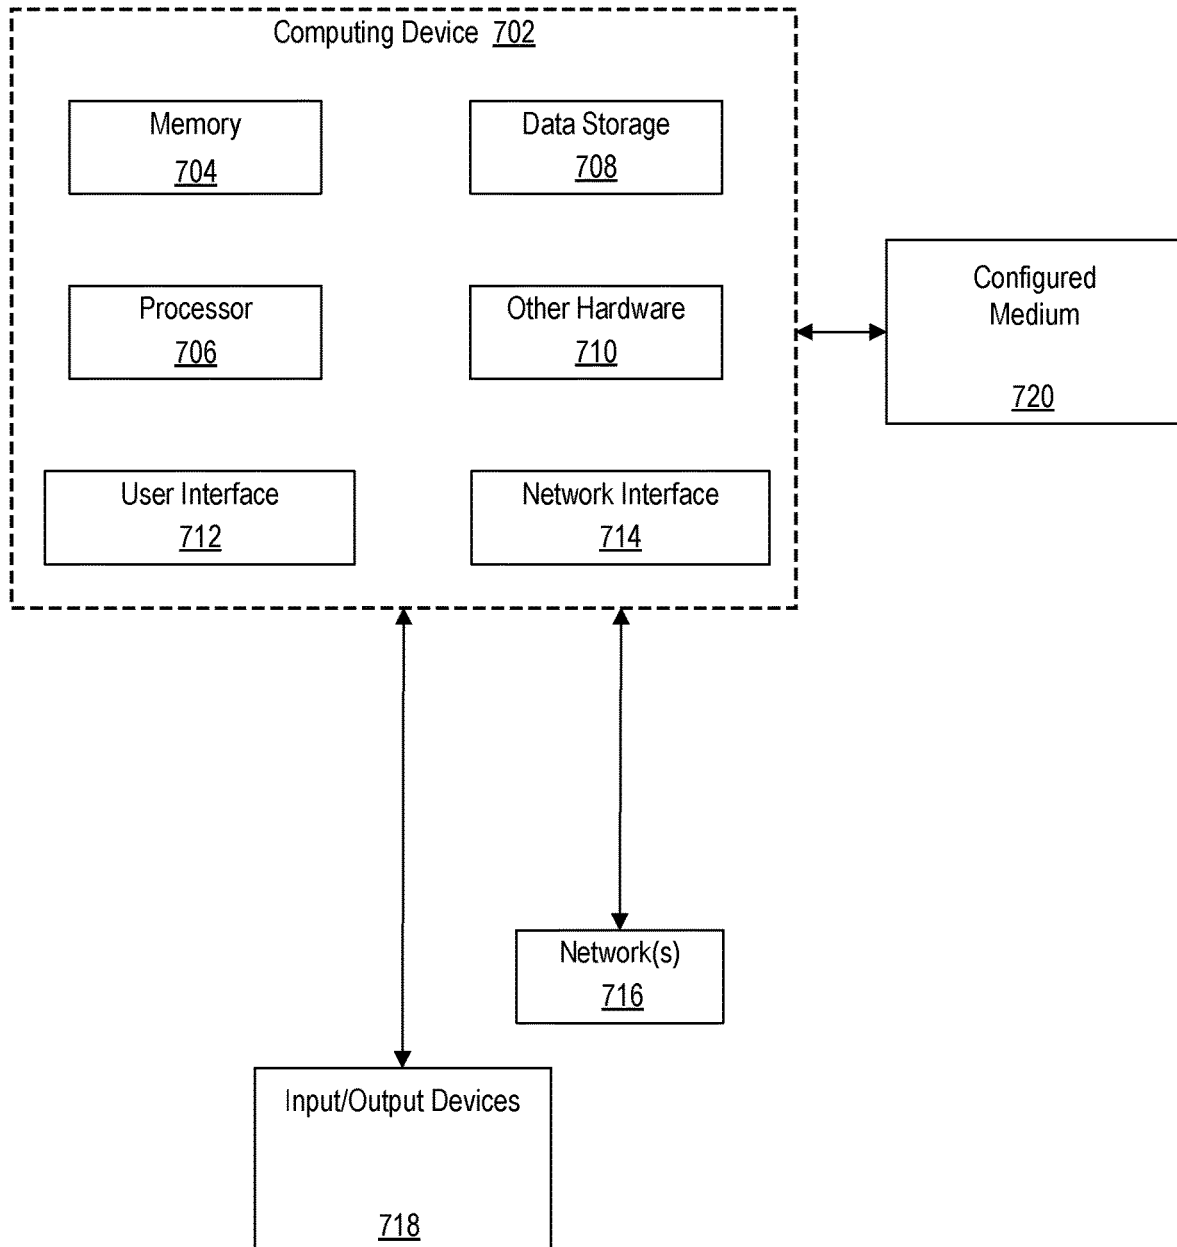 Computing Device 702
Memory
704
Data Storage
708
Processor
706
Other Hardware
710
Configured
Medium
720
User Interface
712
Network Interface
714
Network(s)
716
Input/Output Devices
718